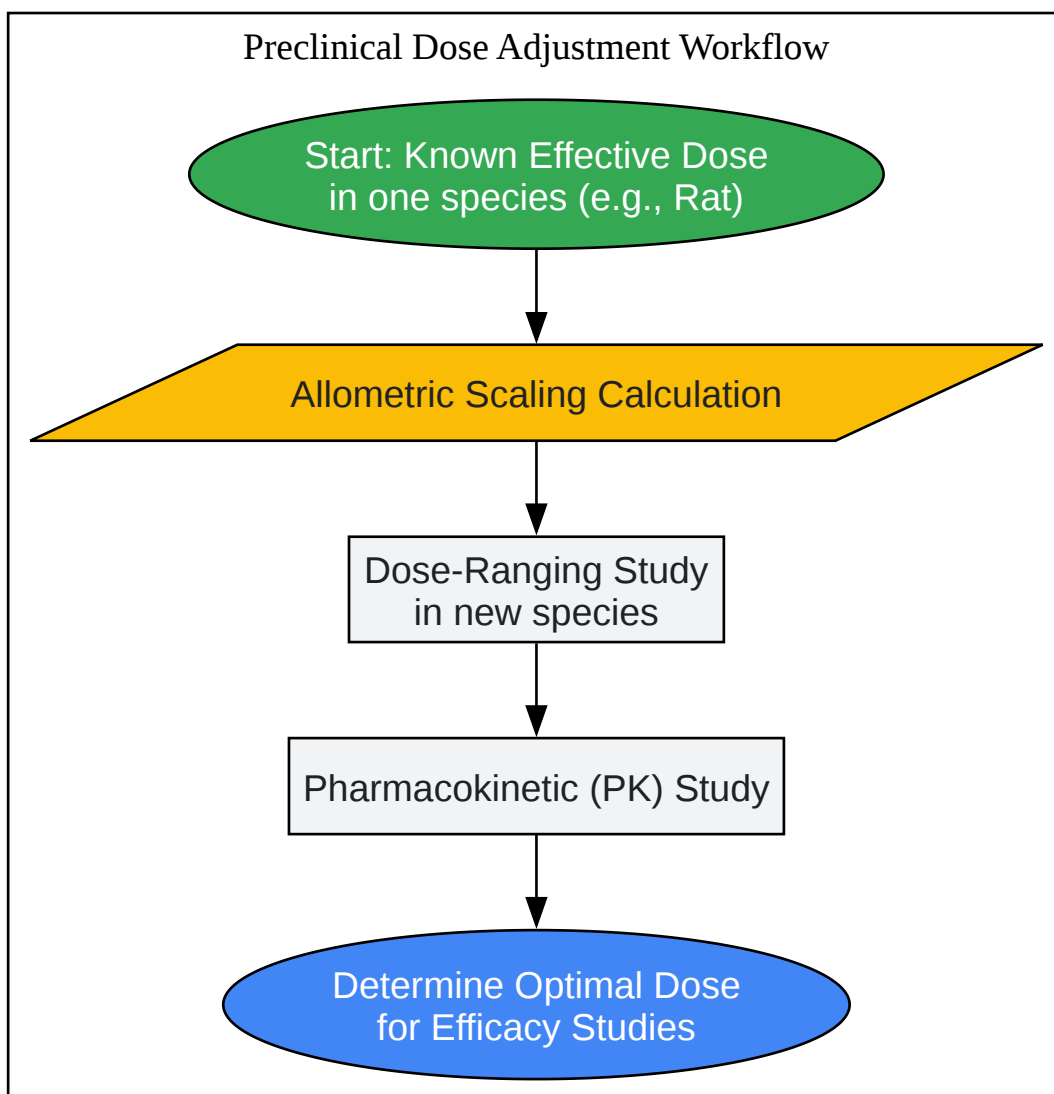 Preclinical Dose Adjustment Workflow
Start: Known Effective Dose
in one species (e.g., Rat)
Allometric Scaling Calculation
Dose-Ranging Study
in new species
Pharmacokinetic (PK) Study
Determine Optimal Dose
for Efficacy Studies